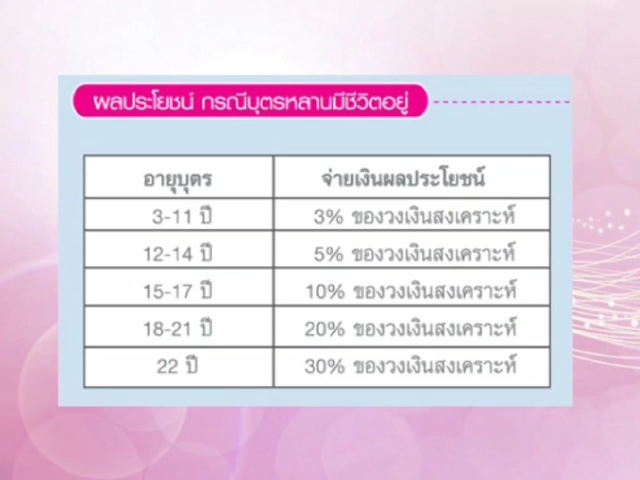 ผลประโยชน์ กรณีบุตรหลานมีชีวิตอยู่
อายุบุตร จ่ายเงินผลประโยชน์
3-11 ปี 3% ของวงเงินสงเคราะห์
12-14 ปี 5% ของวงเงินสงเคราะห์
15-17 ปี 10% ของวงเงินสงเคราะห์
18-21 ปี 20% ของวงเงินสงเคราะห์
22 ปี 30% ของวงเงินสงเคราะห์